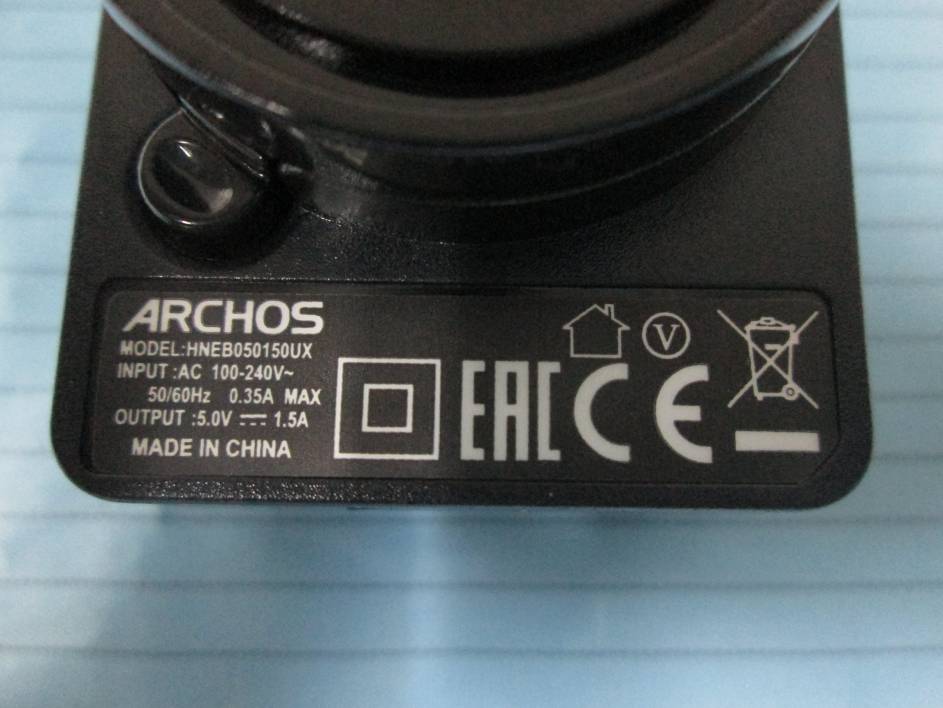 ARCHOS
MODEL:HNEB050150UX
INPUT :AC 100-240V~
50/60Hz 0.35A MAX
OUTPUT :5.0V ⎓ 1.5A
MADE IN CHINA
V
EAC CE